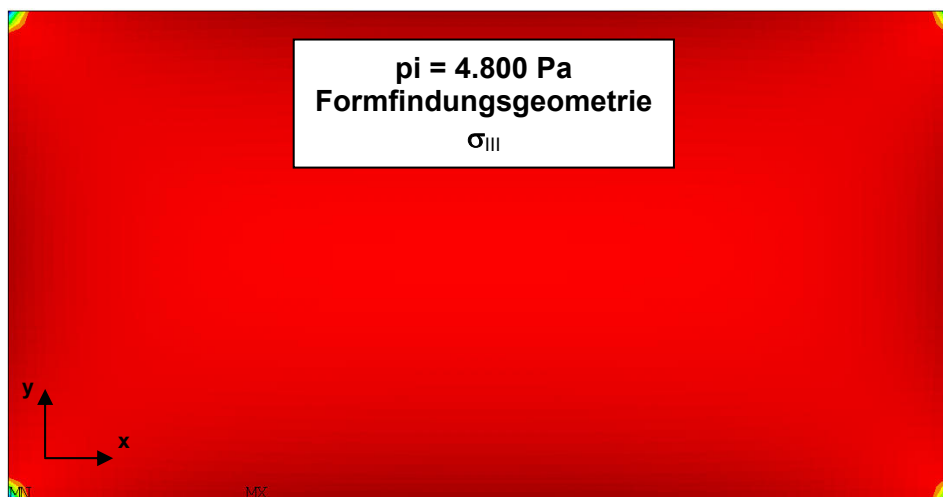 pi = 4.800 Pa
Formfindungsgeometrie
σIII
y
x
MN
MX